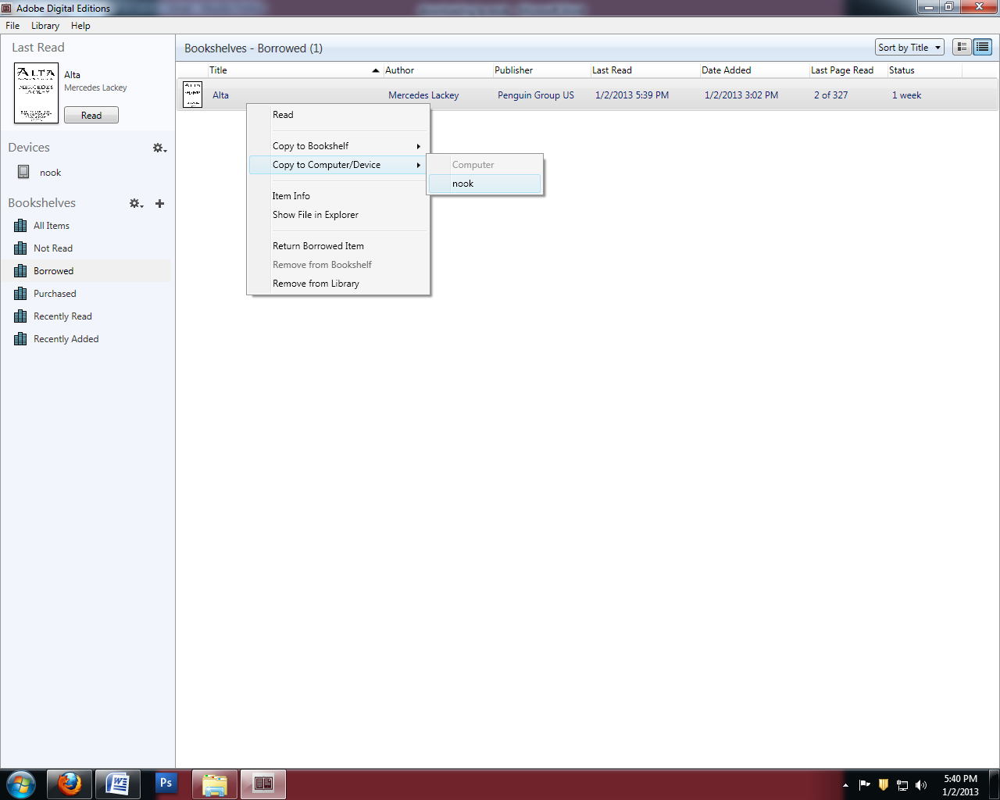 Adobe Digital Editions
File Library Help
Last Read
ALTA
MERCEDES
LACKEY
Alta
Mercedes Lackey
Read
Devices
nook
Bookshelves
All Items
Not Read
Borrowed
Purchased
Recently Read
Recently Added
Bookshelves - Borrowed (1)
Sort by Title
Title Author Publisher Last Read Date Added Last Page Read Status
Alta Mercedes Lackey Penguin Group US 1/2/2013 5:39 PM 1/2/2013 3:02 PM 2 of 327 1 week
Read
Copy to Bookshelf
Copy to Computer/Device
Item Info
Show File in Explorer
Return Borrowed Item
Remove from Bookshelf
Remove from Library
Computer
nook
Ps
5:40 PM
1/2/2013